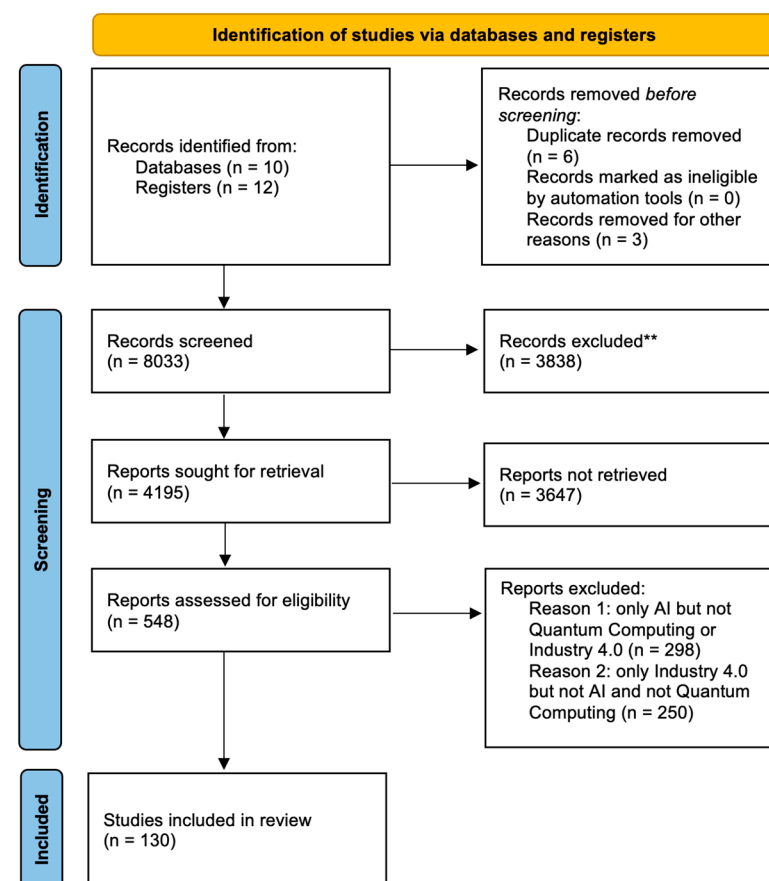 Identification of studies via databases and registers
Identification
Records identified from:
Databases (n = 10)
Registers (n = 12)
Records removed before
screening:
Duplicate records removed
(n = 6)
Records marked as ineligible
by automation tools (n = 0)
Records removed for other
reasons (n = 3)
Screening
Records screened
(n = 8033)
Records excluded**
(n = 3838)
Reports sought for retrieval
(n = 4195)
Reports not retrieved
(n = 3647)
Reports assessed for eligibility
(n = 548)
Reports excluded:
Reason 1: only AI but not
Quantum Computing or
Industry 4.0 (n = 298)
Reason 2: only Industry 4.0
but not AI and not Quantum
Computing (n = 250)
Included
Studies included in review
(n = 130)